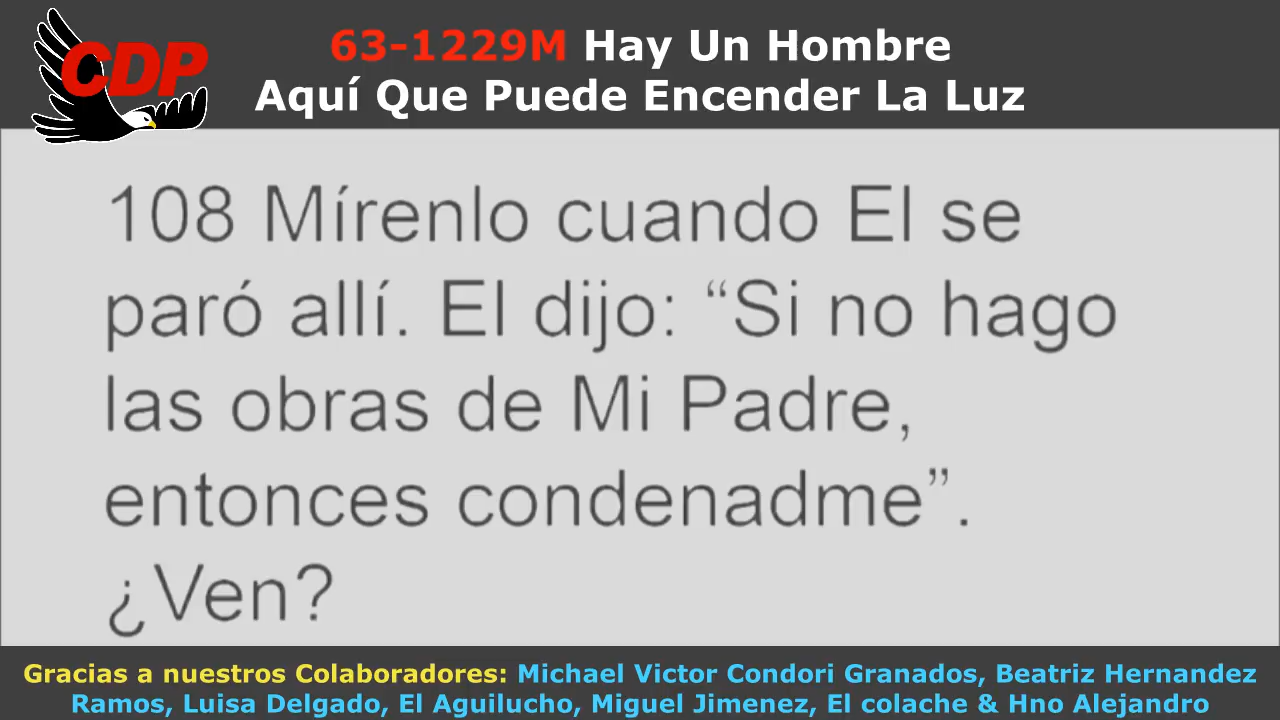 CDP
63-1229M Hay Un Hombre
Aquí Que Puede Encender La Luz
108 Mírenlo cuando El se
paró allí. El dijo: “Si no hago
las obras de Mi Padre,
entonces condenadme”.
¿Ven?
Gracias a nuestros Colaboradores: Michael Victor Condori Granados, Beatriz Hernandez
Ramos, Luisa Delgado, El Aguilucho, Miguel Jimenez, El colache & Hno Alejandro